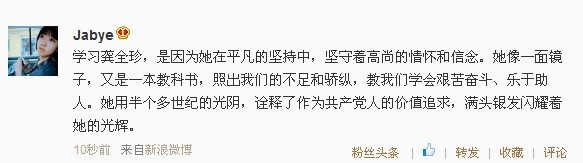 Jabye
学习龚全珍，是因为她在平凡的坚持中，坚守着高尚的情怀和信念。她像一面镜
子，又是一本教科书，照出我们的不足和骄纵，教我们学会艰苦奋斗、乐于助
人。她用半个多世纪的光阴，诠释了作为共产党人的价值追求，满头银发闪耀着
她的光辉。
10秒前 来自新浪微博 粉丝头条 | | 转发 | 收藏 | 评论